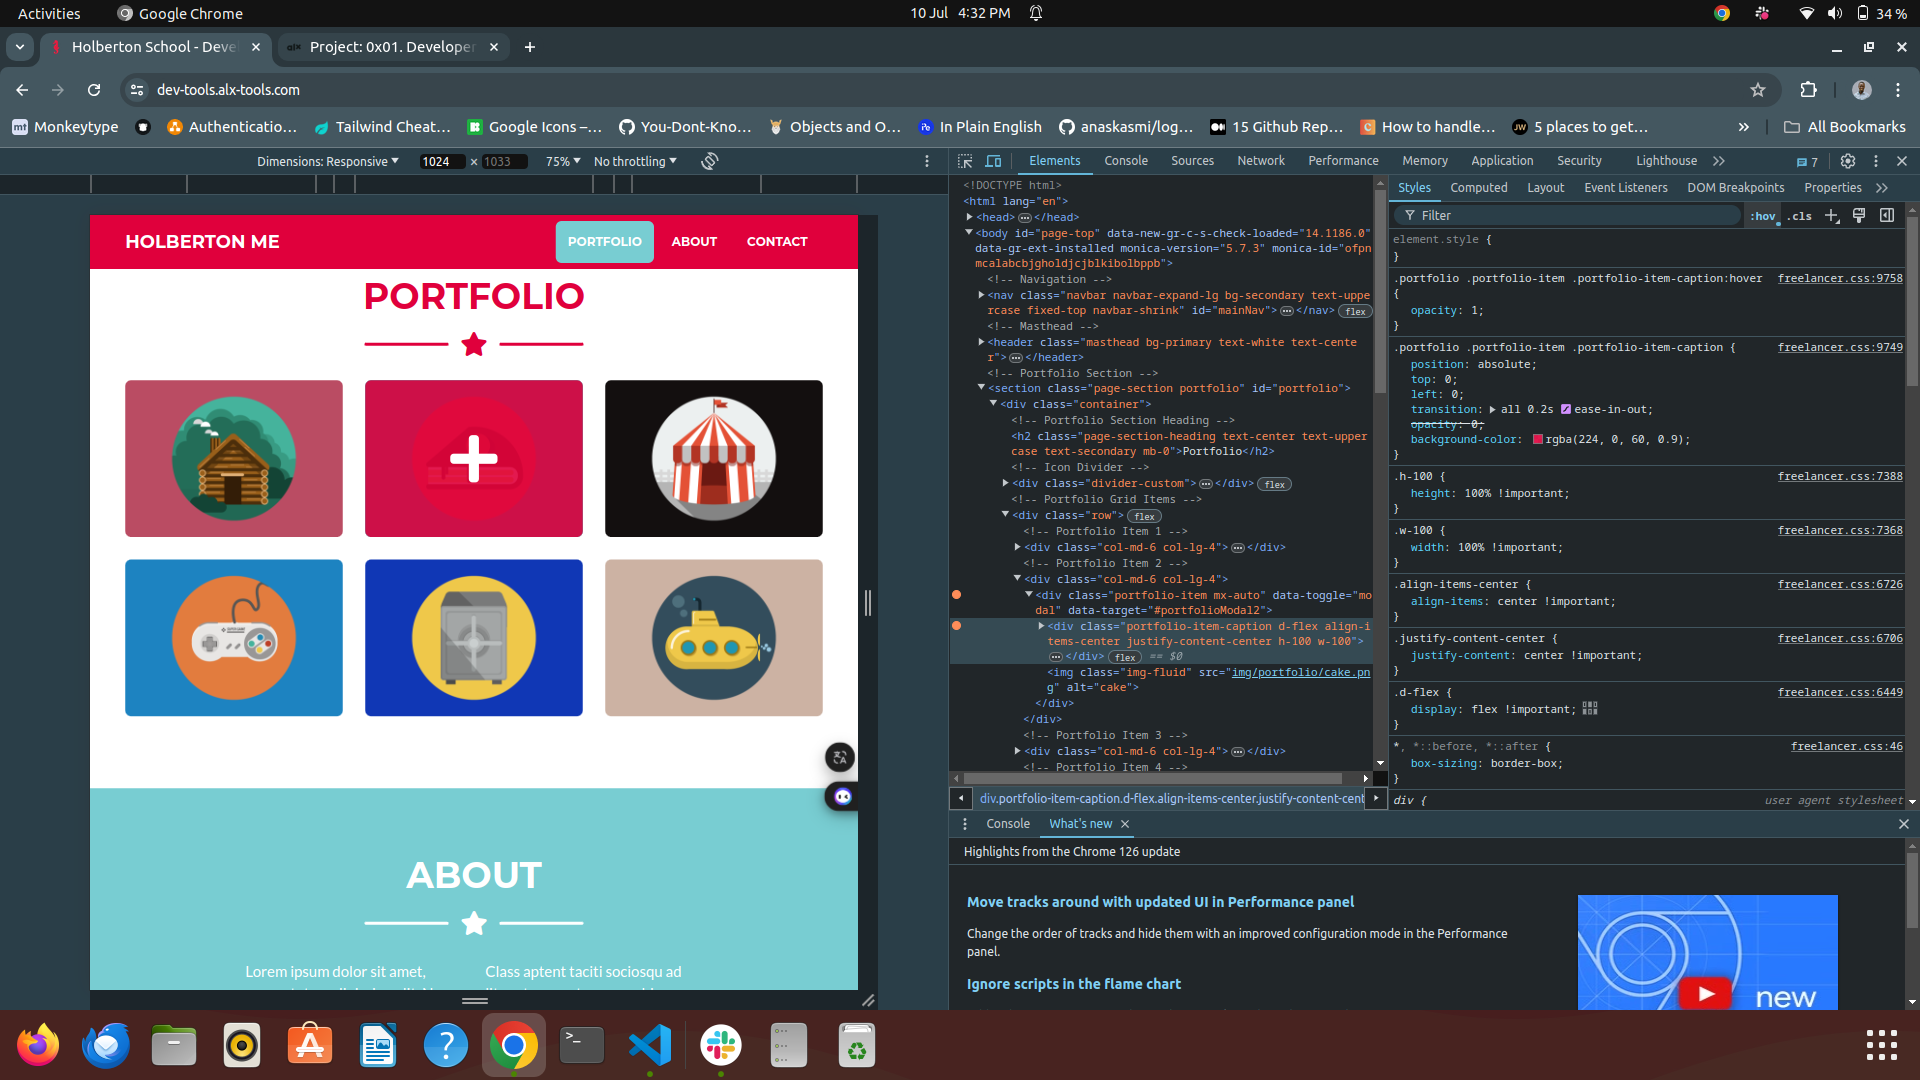 Activities
Google Chrome
10 Jul 4:32 PM
34 %
Holberton School - Deve
Project: 0x01. Developer
dev-tools.alx-tools.com
Monkeytype
Authenticatio...
Tailwind Cheat...
Google Icons –...
You-Dont-Kno...
Objects and O...
In Plain English
anaskasmi/log...
15 Github Rep...
How to handle...
5 places to get...
All Bookmarks
Dimensions: Responsive
1024 × 1033
75%
No throttling
HOLBERTON ME
PORTFOLIO
ABOUT
CONTACT
PORTFOLIO
ABOUT
Lorem ipsum dolor sit amet,
Class aptent taciti sociosqu ad
Elements
Console
Sources
Network
Performance
Memory
Application
Security
Lighthouse
7
<!DOCTYPE html>
<html lang="en">
<head> </head>
<body id="page-top" data-new-gr-c-s-check-loaded="14.1186.0"
data-gr-ext-installed monica-version="5.7.3" monica-id="ofpn
mcalabcbjgholdjcjblkibolbppb">
<!-- Navigation -->
<nav class="navbar navbar-expand-lg bg-secondary text-uppe
rcase fixed-top navbar-shrink" id="mainNav"> </nav> flex
<!-- Masthead -->
<header class="masthead bg-primary text-white text-cente
r"> </header>
<!-- Portfolio Section -->
<section class="page-section portfolio" id="portfolio">
<div class="container">
<!-- Portfolio Section Heading -->
<h2 class="page-section-heading text-center text-upper
case text-secondary mb-0">Portfolio</h2>
<!-- Icon Divider -->
<div class="divider-custom"> </div> flex
<!-- Portfolio Grid Items -->
<div class="row"> flex
<!-- Portfolio Item 1 -->
<div class="col-md-6 col-lg-4"> </div>
<!-- Portfolio Item 2 -->
<div class="col-md-6 col-lg-4">
<div class="portfolio-item mx-auto" data-toggle="mo
dal" data-target="#portfolioModal2">
<div class="portfolio-item-caption d-flex align-i
tems-center justify-content-center h-100 w-100">
</div> flex == $0
<img class="img-fluid" src="img/portfolio/cake.pn
g" alt="cake">
</div>
</div>
<!-- Portfolio Item 3 -->
<div class="col-md-6 col-lg-4"> </div>
<!-- Portfolio Item 4 -->
div.portfolio-item-caption.d-flex.align-items-center.justify-content-cent
Styles
Computed
Layout
Event Listeners
DOM Breakpoints
Properties
Filter
:hov
.cls
element.style {
}
.portfolio .portfolio-item .portfolio-item-caption:hover freelancer.css:9758
{
opacity: 1;
}
.portfolio .portfolio-item .portfolio-item-caption { freelancer.css:9749
position: absolute;
top: 0;
left: 0;
transition: all 0.2s ease-in-out;
opacity: 0;
background-color: rgba(224, 0, 60, 0.9);
}
.h-100 { freelancer.css:7388
height: 100% !important;
}
.w-100 { freelancer.css:7368
width: 100% !important;
}
.align-items-center { freelancer.css:6726
align-items: center !important;
}
.justify-content-center { freelancer.css:6706
justify-content: center !important;
}
.d-flex { freelancer.css:6449
display: flex !important;
}
*, *::before, *::after { freelancer.css:46
box-sizing: border-box;
}
div { user agent stylesheet
Console
What's new
Highlights from the Chrome 126 update
Move tracks around with updated UI in Performance panel
Change the order of tracks and hide them with an improved configuration mode in the Performance
panel.
Ignore scripts in the flame chart
new